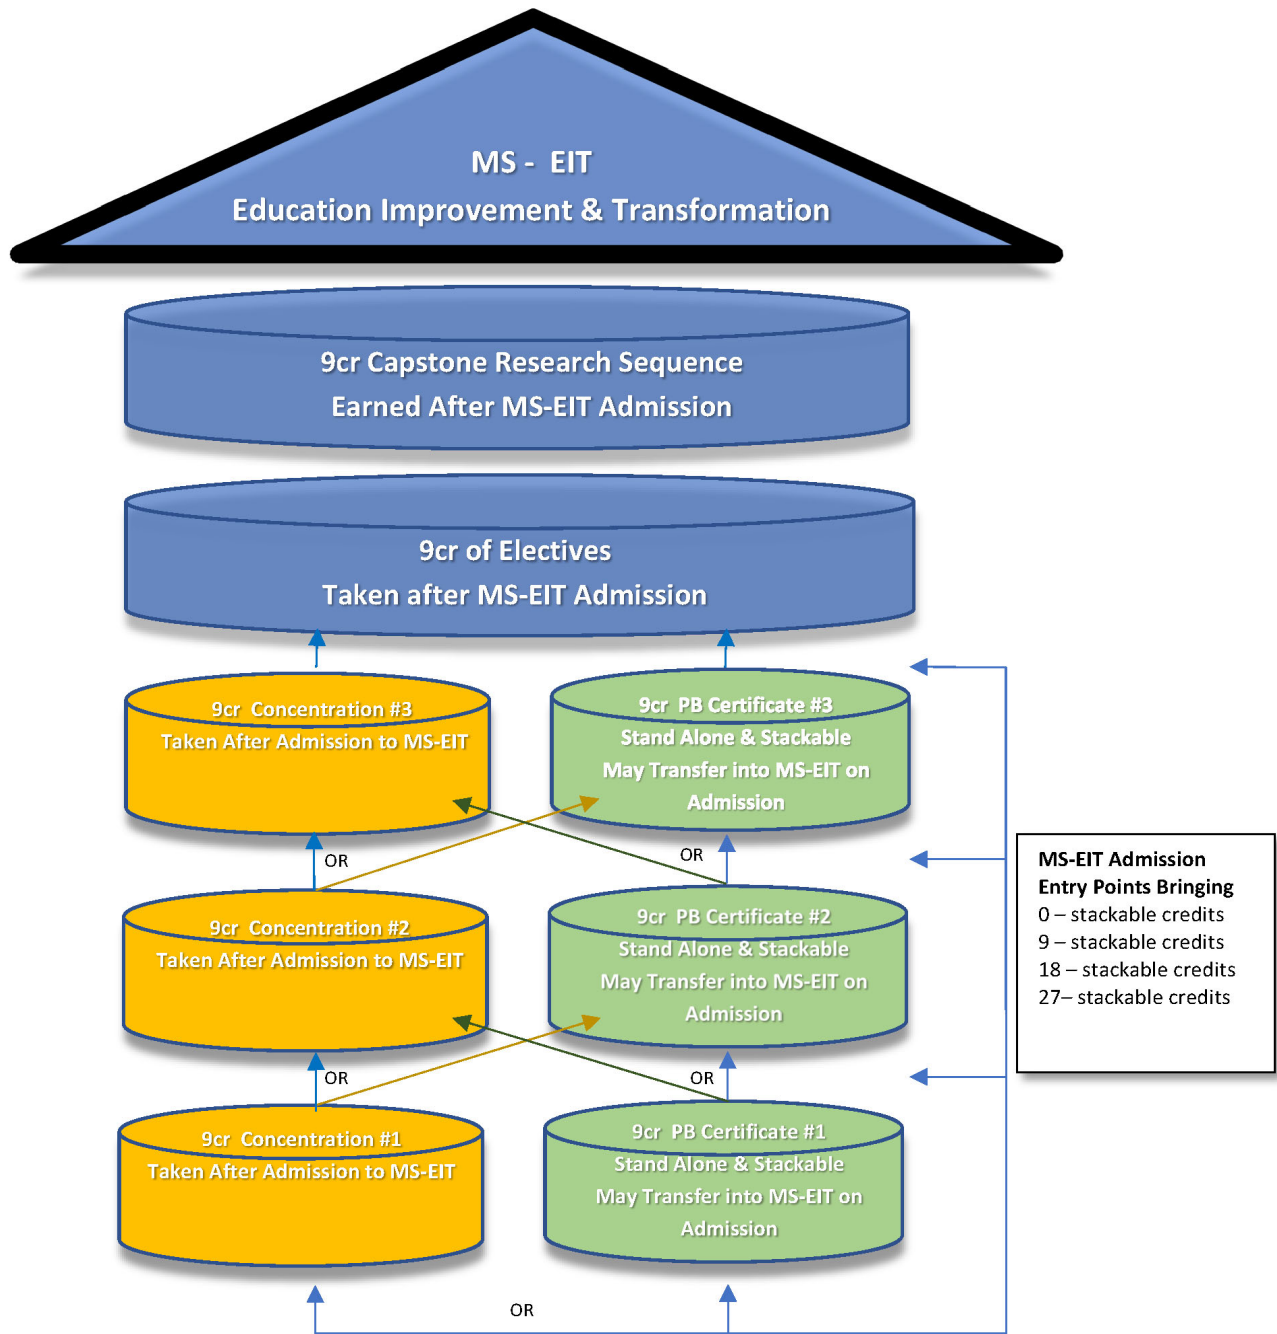 MS - EIT
Education Improvement & Transformation
9cr Capstone Research Sequence
Earned After MS-EIT Admission
9cr of Electives
Taken after MS-EIT Admission
9cr Concentration #3
Taken After Admission to MS-EIT
9cr PB Certificate #3
Stand Alone & Stackable
May Transfer into MS-EIT on
Admission
OR
OR
9cr Concentration #2
Taken After Admission to MS-EIT
9cr PB Certificate #2
Stand Alone & Stackable
May Transfer into MS-EIT on
Admission
OR
OR
9cr Concentration #1
Taken After Admission to MS-EIT
9cr PB Certificate #1
Stand Alone & Stackable
May Transfer into MS-EIT on
Admission
OR
MS-EIT Admission
Entry Points Bringing
0 – stackable credits
9 – stackable credits
18 – stackable credits
27– stackable credits